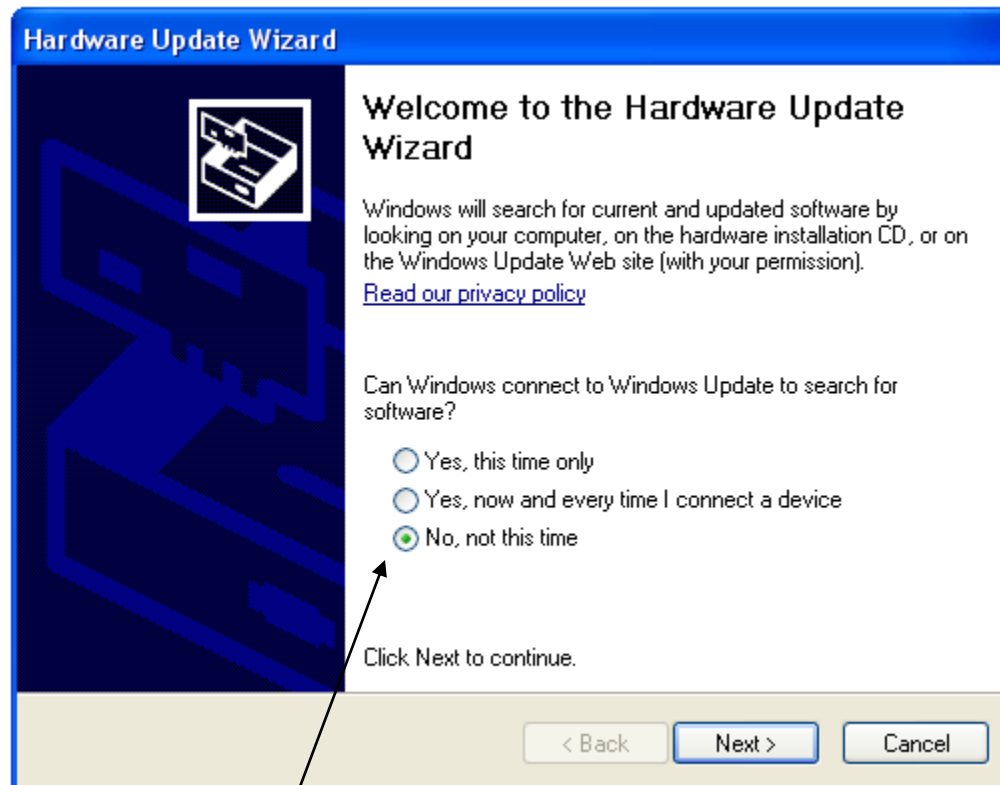 Hardware Update Wizard
Welcome to the Hardware Update
Wizard
Windows will search for current and updated software by
looking on your computer, on the hardware installation CD, or on
the Windows Update Web site (with your permission).
Read our privacy policy
Can Windows connect to Windows Update to search for
software?
Yes, this time only
Yes, now and every time I connect a device
No, not this time
Click Next to continue.
< Back
Next >
Cancel